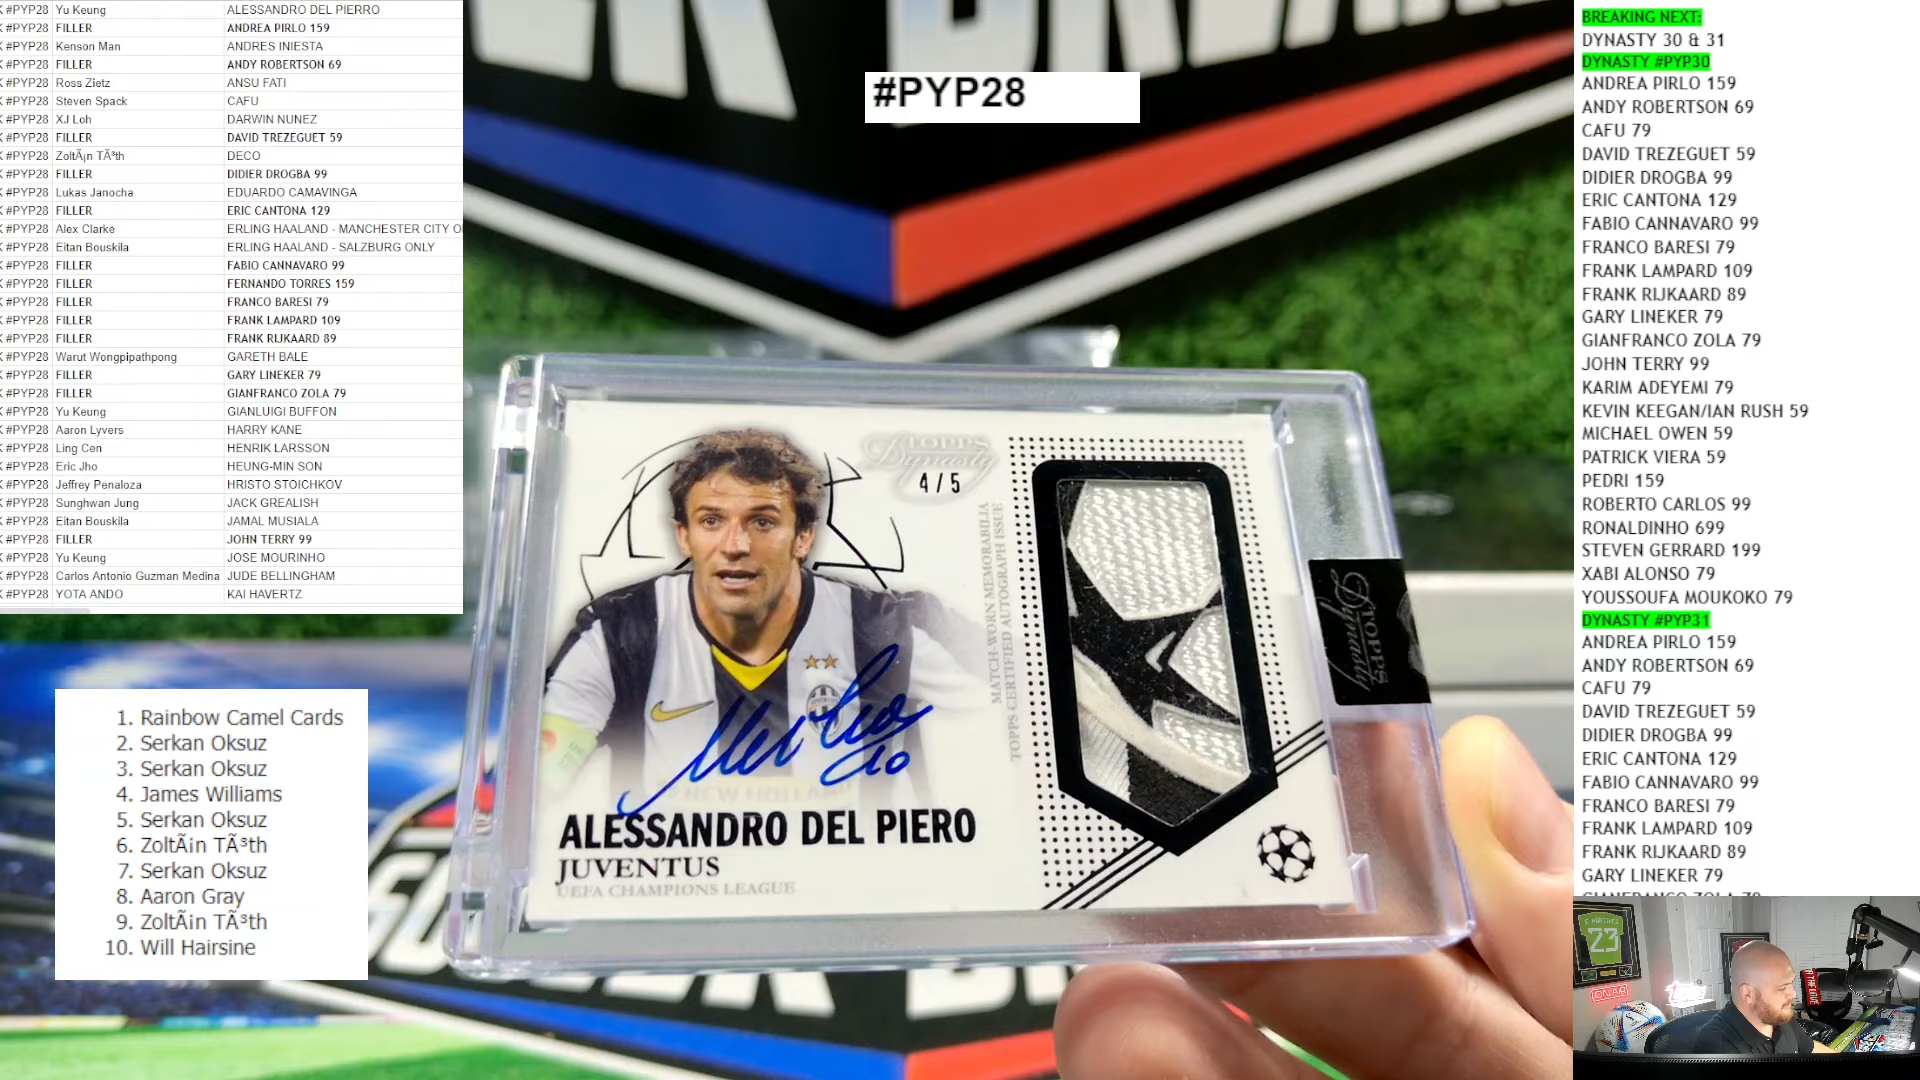 K #PYP28 Yu Keung ALESSANDRO DEL PIERRO
K #PYP28 FILLER ANDREA PIRLO 159
K #PYP28 Kenson Man ANDRES INIESTA
K #PYP28 FILLER ANDY ROBERTSON 69
K #PYP28 Ross Zietz ANSU FATI
K #PYP28 Steven Spack CAFU
K #PYP28 XJ Loh DARWIN NUNEZ
K #PYP28 FILLER DAVID TREZEGUET 59
K #PYP28 ZoltÃ¡n TÃ³th DECO
K #PYP28 FILLER DIDIER DROGBA 99
K #PYP28 Lukas Janocha EDUARDO CAMAVINGA
K #PYP28 FILLER ERIC CANTONA 129
K #PYP28 Alex Clarke ERLING HAALAND - MANCHESTER CITY O
K #PYP28 Eitan Bouskila ERLING HAALAND - SALZBURG ONLY
K #PYP28 FILLER FABIO CANNAVARO 99
K #PYP28 FILLER FERNANDO TORRES 159
K #PYP28 FILLER FRANCO BARESI 79
K #PYP28 FILLER FRANK LAMPARD 109
K #PYP28 FILLER FRANK RIJKAARD 89
K #PYP28 Warut Wongpipathpong GARETH BALE
K #PYP28 FILLER GARY LINEKER 79
K #PYP28 FILLER GIANFRANCO ZOLA 79
K #PYP28 Yu Keung GIANLUIGI BUFFON
K #PYP28 Aaron Lyvers HARRY KANE
K #PYP28 Ling Cen HENRIK LARSSON
K #PYP28 Eric Jho HEUNG-MIN SON
K #PYP28 Jeffrey Penaloza HRISTO STOICHKOV
K #PYP28 Sunghwan Jung JACK GREALISH
K #PYP28 Eitan Bouskila JAMAL MUSIALA
K #PYP28 FILLER JOHN TERRY 99
K #PYP28 Yu Keung JOSE MOURINHO
K #PYP28 Carlos Antonio Guzman Medina JUDE BELLINGHAM
K #PYP28 YOTA ANDO KAI HAVERTZ
#PYP28
TOPPS
Dynasty
4/5
MATCH-WORN MEMORABILIA
TOPPS CERTIFIED AUTOGRAPH ISSUE
NEW HOLLAND
ALESSANDRO DEL PIERO
JUVENTUS
UEFA CHAMPIONS LEAGUE
TOPPS
Dynasty
1. Rainbow Camel Cards
2. Serkan Oksuz
3. Serkan Oksuz
4. James Williams
5. Serkan Oksuz
6. ZoltÃ¡n TÃ³th
7. Serkan Oksuz
8. Aaron Gray
9. ZoltÃ¡n TÃ³th
10. Will Hairsine
BREAKING NEXT:
DYNASTY 30 & 31
DYNASTY #PYP30
ANDREA PIRLO 159
ANDY ROBERTSON 69
CAFU 79
DAVID TREZEGUET 59
DIDIER DROGBA 99
ERIC CANTONA 129
FABIO CANNAVARO 99
FRANCO BARESI 79
FRANK LAMPARD 109
FRANK RIJKAARD 89
GARY LINEKER 79
GIANFRANCO ZOLA 79
JOHN TERRY 99
KARIM ADEYEMI 79
KEVIN KEEGAN/IAN RUSH 59
MICHAEL OWEN 59
PATRICK VIERA 59
PEDRI 159
ROBERTO CARLOS 99
RONALDINHO 699
STEVEN GERRARD 199
XABI ALONSO 79
YOUSSOUFA MOUKOKO 79
DYNASTY #PYP31
ANDREA PIRLO 159
ANDY ROBERTSON 69
CAFU 79
DAVID TREZEGUET 59
DIDIER DROGBA 99
ERIC CANTONA 129
FABIO CANNAVARO 99
FRANCO BARESI 79
FRANK LAMPARD 109
FRANK RIJKAARD 89
GARY LINEKER 79
GIANFRANCO ZOLA 79
23
ON AIR